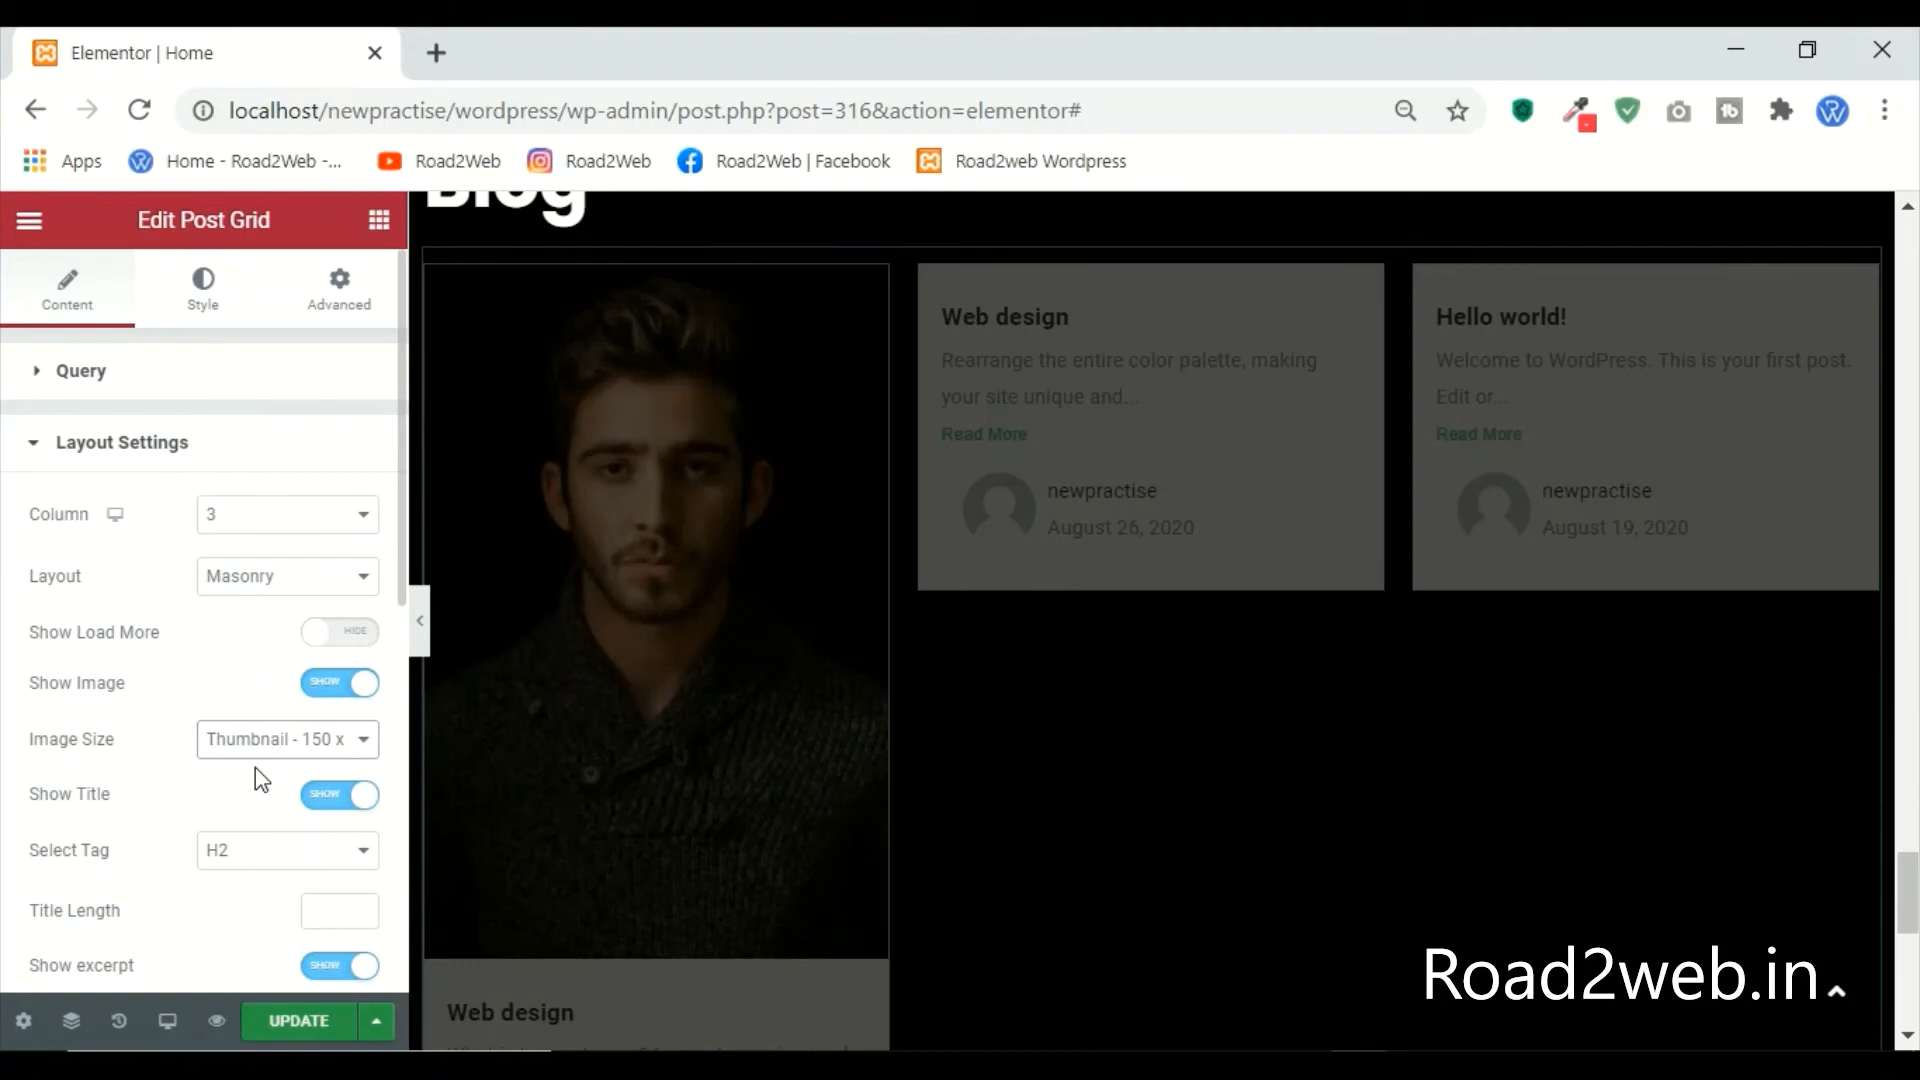 Elementor | Home
localhost/newpractise/wordpress/wp-admin/post.php?post=316&action=elementor#
Apps
Home - Road2Web -...
Road2Web
Road2Web
Road2Web | Facebook
Road2web Wordpress
Edit Post Grid
Content
Style
Advanced
Query
Layout Settings
Column
3
Layout
Masonry
Show Load More
HIDE
Show Image
SHOW
Image Size
Thumbnail - 150 x
Show Title
SHOW
Select Tag
H2
Title Length
Show excerpt
SHOW
UPDATE
Blog
Web design
Rearrange the entire color palette, making
your site unique and...
Read More
newpractise
August 26, 2020
Hello world!
Welcome to WordPress. This is your first post.
Edit or...
Read More
newpractise
August 19, 2020
Web design
Road2web.in